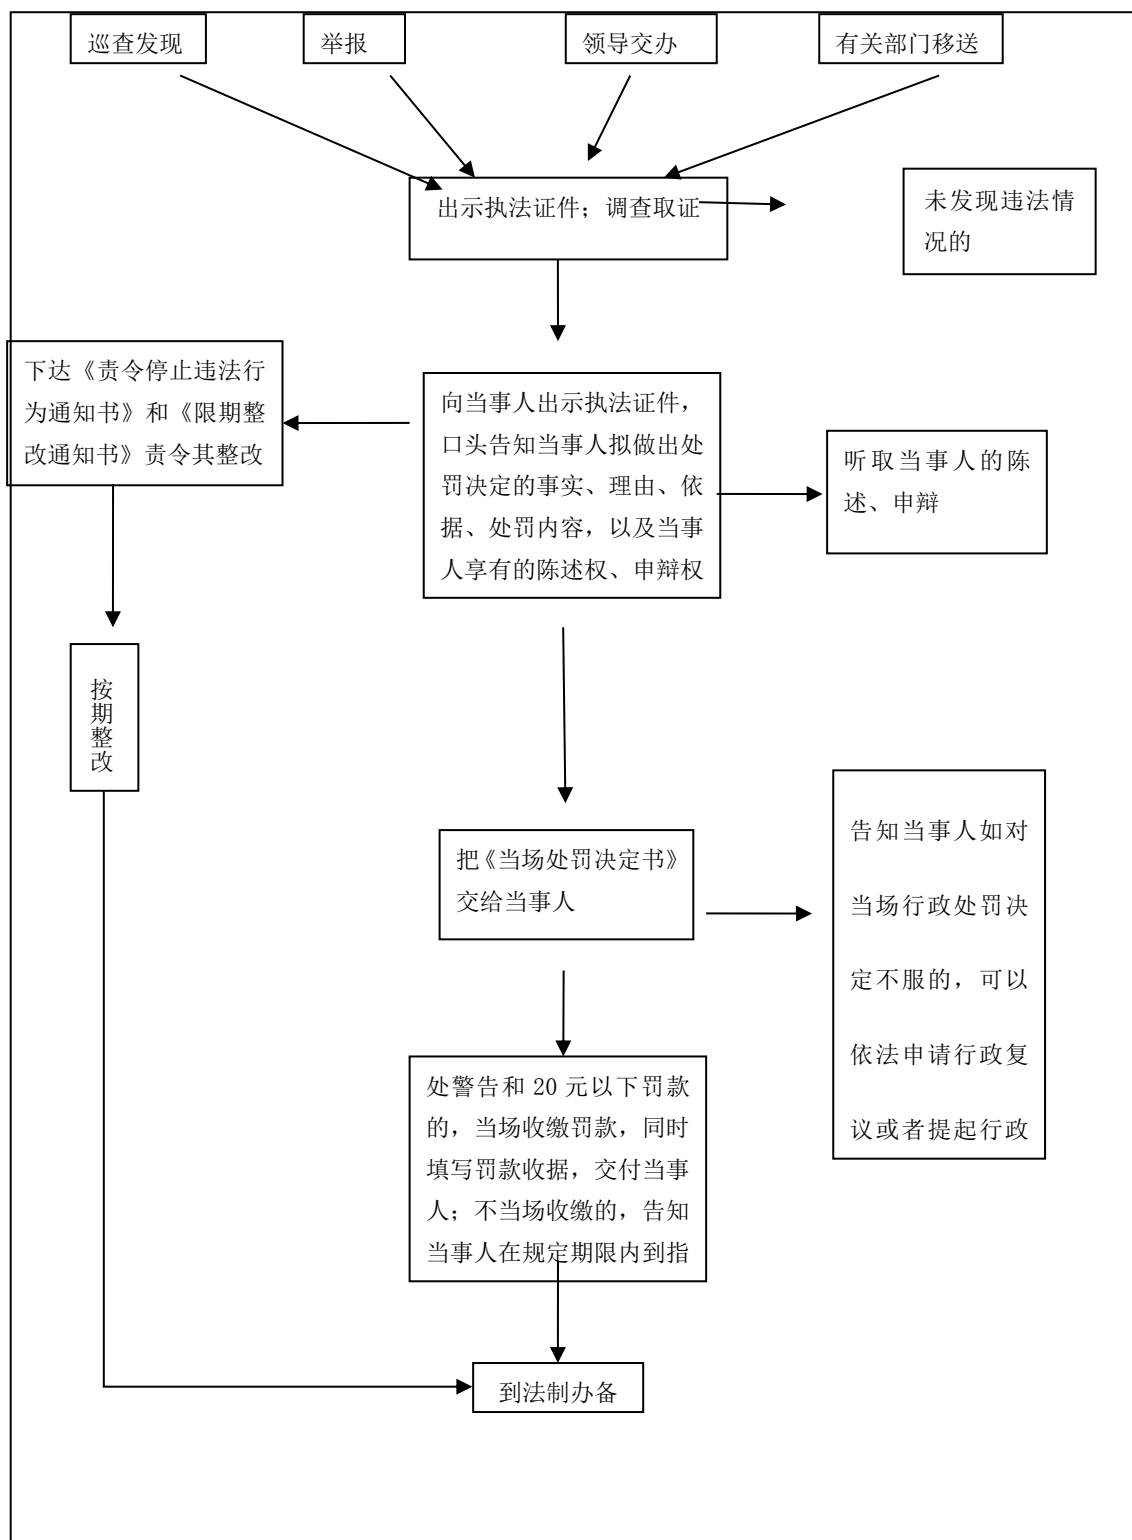 巡查发现
举报
领导交办
有关部门移送
出示执法证件；调查取证
未发现违法情
况的
下达《责令停止违法行
为通知书》和《限期整
改通知书》责令其整改
向当事人出示执法证件，
口头告知当事人拟做出处
罚决定的事实、理由、依
据、处罚内容，以及当事
人享有的陈述权、申辩权
听取当事人的陈
述、申辩
按
期
整
改
把《当场处罚决定书》
交给当事人
告知当事人如对
当场行政处罚决
定不服的，可以
依法申请行政复
议或者提起行政
处警告和 20 元以下罚款
的，当场收缴罚款，同时
填写罚款收据，交付当事
人；不当场收缴的，告知
当事人在规定期限内到指
到法制办备